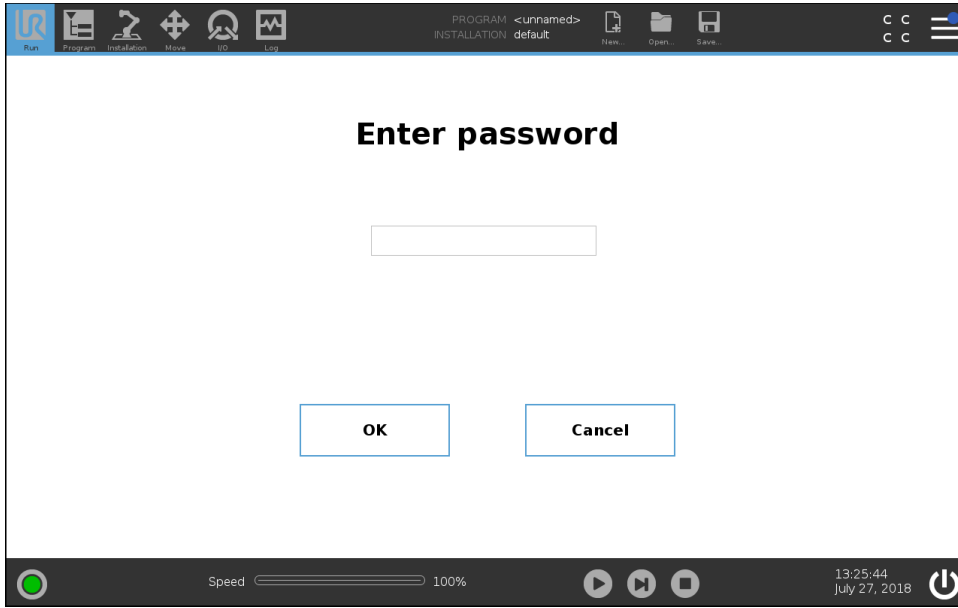 UR
Run
Program
Installation
Move
I/O
Log
PROGRAM <unnamed>
INSTALLATION default
New...
Open...
Save...
C C
C C
Enter password
OK
Cancel
Speed
100%
13:25:44
July 27, 2018